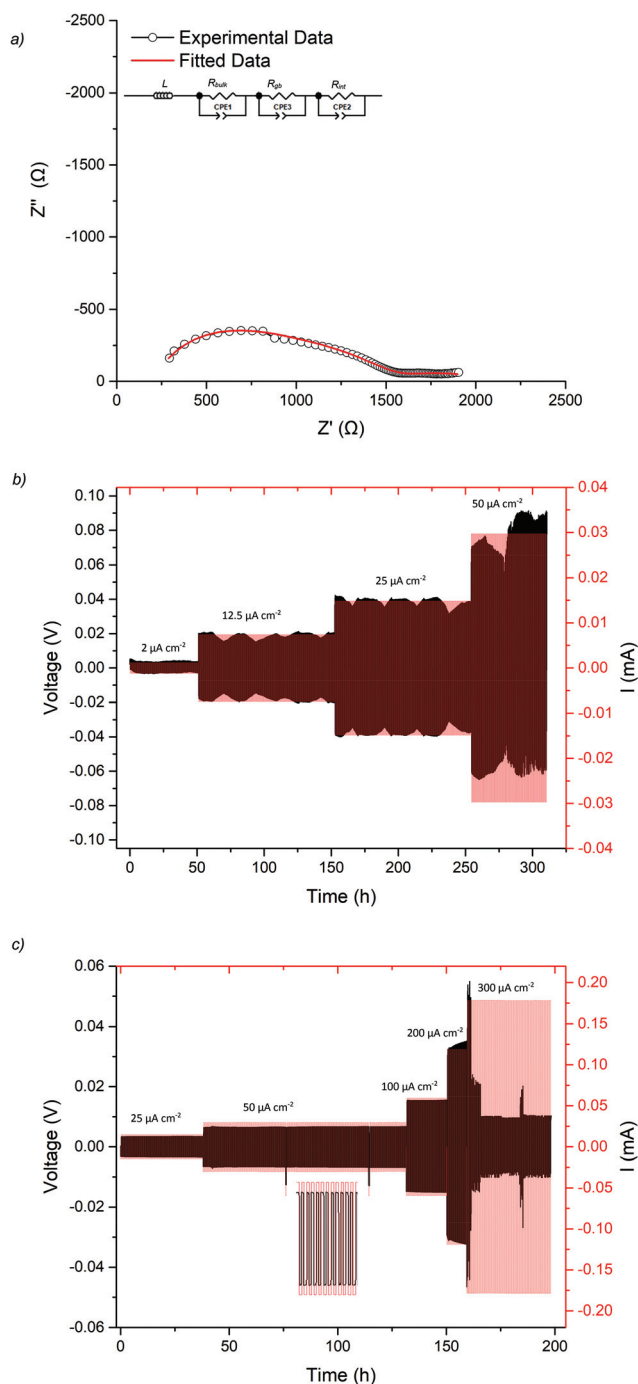 a)
Experimental Data
Fitted Data
L
R_bulk
R_gb
R_int
CPE1
CPE3
CPE2
-2500
-2000
-1500
-1000
-500
0
Z'' (Ω)
0 500 1000 1500 2000 2500
Z' (Ω)
b)
0.10
0.08
0.06
0.04
0.02
0.00
-0.02
-0.04
-0.06
-0.08
-0.10
Voltage (V)
2 µA cm⁻²
12.5 µA cm⁻²
25 µA cm⁻²
50 µA cm⁻²
0.04
0.03
0.02
0.01
0.00
-0.01
-0.02
-0.03
-0.04
I (mA)
0 50 100 150 200 250 300
Time (h)
c)
0.06
0.04
0.02
0.00
-0.02
-0.04
-0.06
Voltage (V)
25 µA cm⁻²
50 µA cm⁻²
100 µA cm⁻²
200 µA cm⁻²
300 µA cm⁻²
0.20
0.15
0.10
0.05
0.00
-0.05
-0.10
-0.15
-0.20
I (mA)
0 50 100 150 200
Time (h)